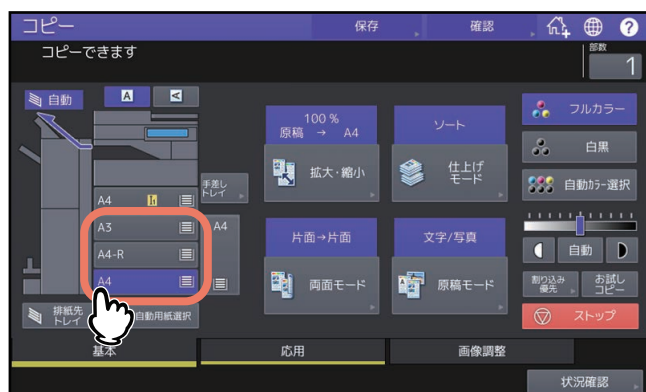 コピー
保存
確認
?
コピーできます
部数
1
自動
A
A
100 %
原稿 → A4
ソート
フルカラー
拡大・縮小
仕上げ
モード
白黒
手差し
トレイ
自動カラー選択
A4
A3
A4
A4-R
A4
片面→片面
文字/写真
自動
両面モード
原稿モード
割り込み
優先
お試し
コピー
排紙先
トレイ
自動用紙選択
ストップ
基本
応用
画像調整
状況確認